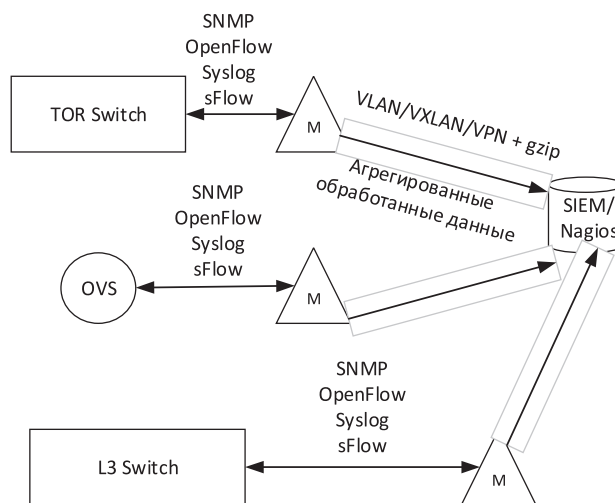 SNMP
OpenFlow
Syslog
sFlow
TOR Switch
M
VLAN/VXLAN/VPN + gzip
Агрегированные
обработанные данные
SIEM/
Nagios
SNMP
OpenFlow
Syslog
sFlow
OVS
M
SNMP
OpenFlow
Syslog
sFlow
L3 Switch
M